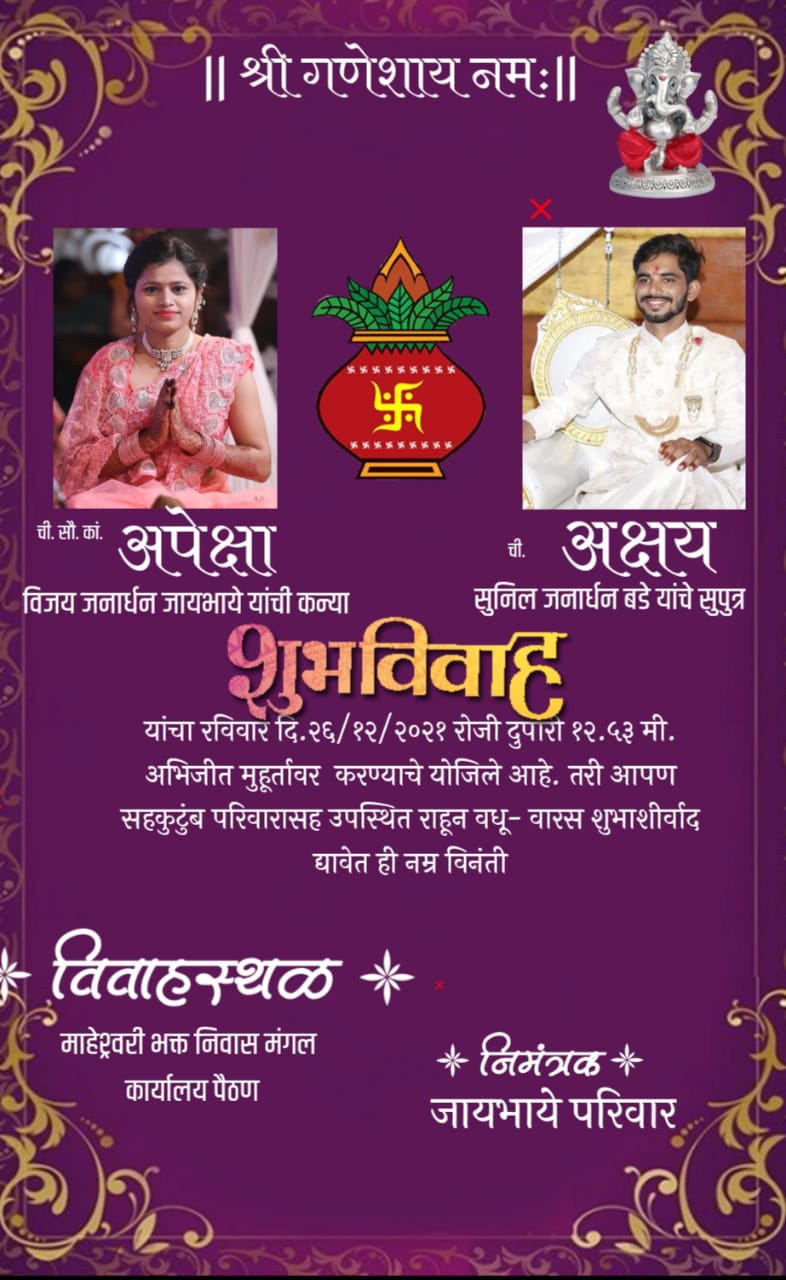 || श्री गणेशाय नमः ||
ची. सौ. कां. अपेक्षा
विजय जनार्धन जायभाये यांची कन्या
ची. अक्षय
सुनिल जनार्धन बडे यांचे सुपुत्र
शुभविवाह
यांचा रविवार दि.२६/१२/२०२१ रोजी दुपारी १२.५३ मी.
अभिजीत मुहूर्तावर करण्याचे योजिले आहे. तरी आपण
सहकुटुंब परिवारासह उपस्थित राहून वधू- वारस शुभाशीर्वाद
द्यावेत ही नम्र विनंती
विवाहस्थळ
माहेश्र्वरी भक्त निवास मंगल
कार्यालय पैठण
निमंत्रक
जायभाये परिवार